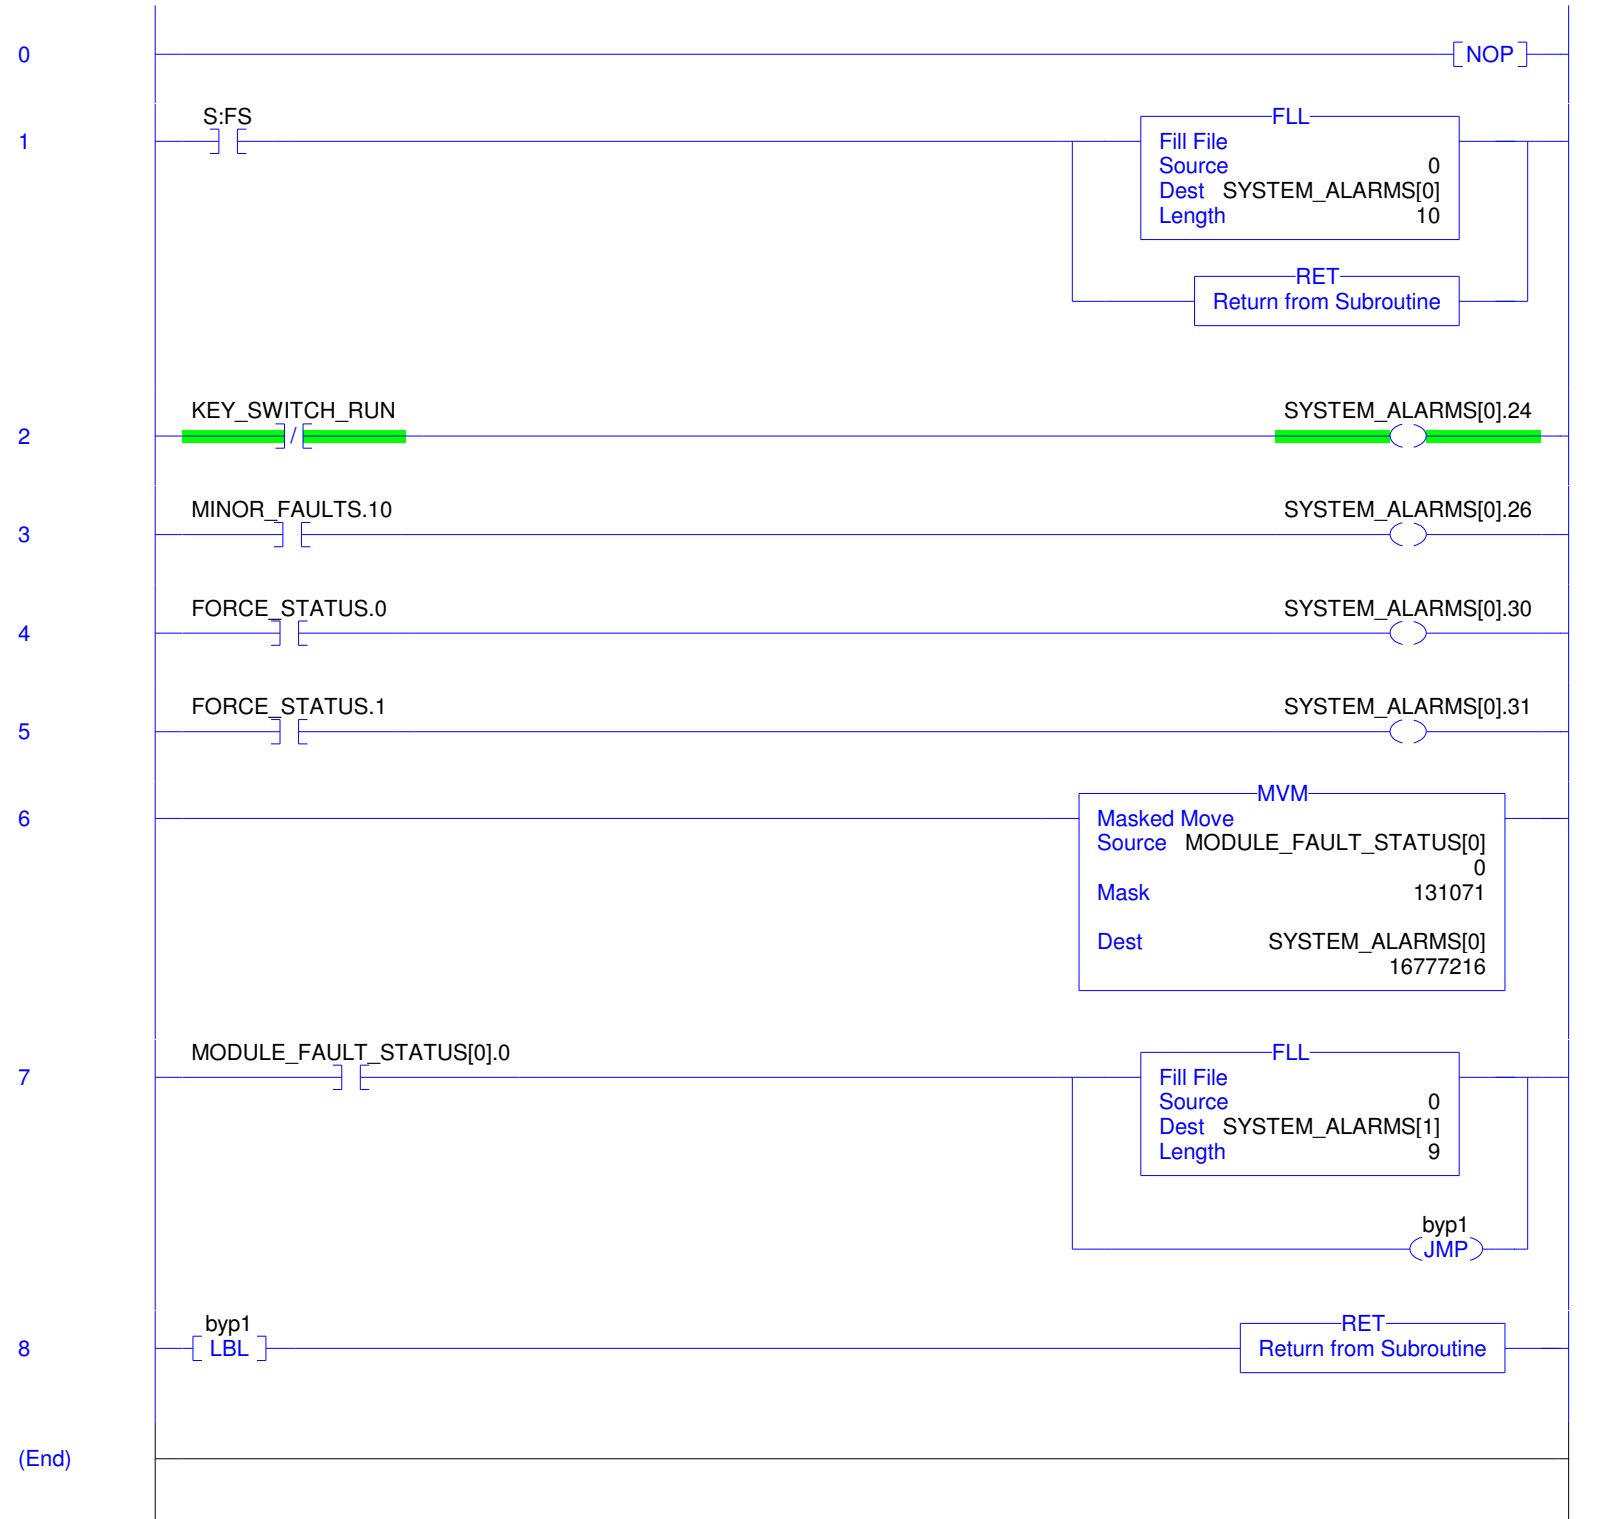 0
[NOP]
S:FS
1
FLL
Fill File
Source 0
Dest SYSTEM_ALARMS[0]
Length 10
RET
Return from Subroutine
KEY_SWITCH_RUN SYSTEM_ALARMS[0].24
2
/
MINOR_FAULTS.10 SYSTEM_ALARMS[0].26
3
FORCE_STATUS.0 SYSTEM_ALARMS[0].30
4
FORCE_STATUS.1 SYSTEM_ALARMS[0].31
5
MVM
6
Masked Move
Source MODULE_FAULT_STATUS[0]
0
Mask 131071
Dest SYSTEM_ALARMS[0]
16777216
MODULE_FAULT_STATUS[0].0
7
FLL
Fill File
Source 0
Dest SYSTEM_ALARMS[1]
Length 9
byp1
JMP
byp1
8
LBL
RET
Return from Subroutine
(End)